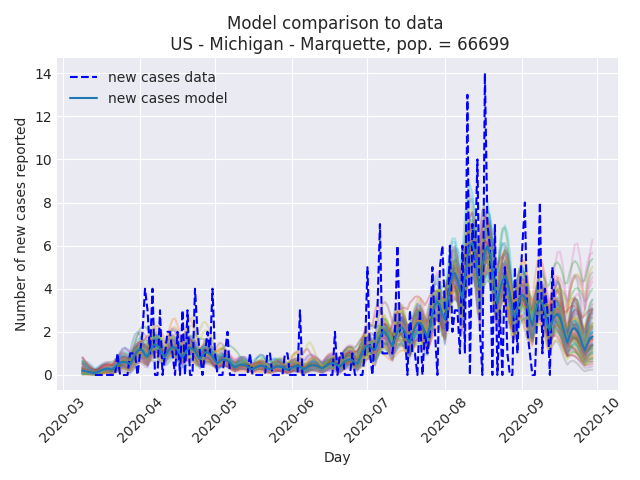 Model comparison to data
US - Michigan - Marquette, pop. = 66699
new cases data
new cases model
Number of new cases reported
14
12
10
8
6
4
2
0
2020-03
2020-04
2020-05
2020-06
2020-07
2020-08
2020-09
2020-10
Day